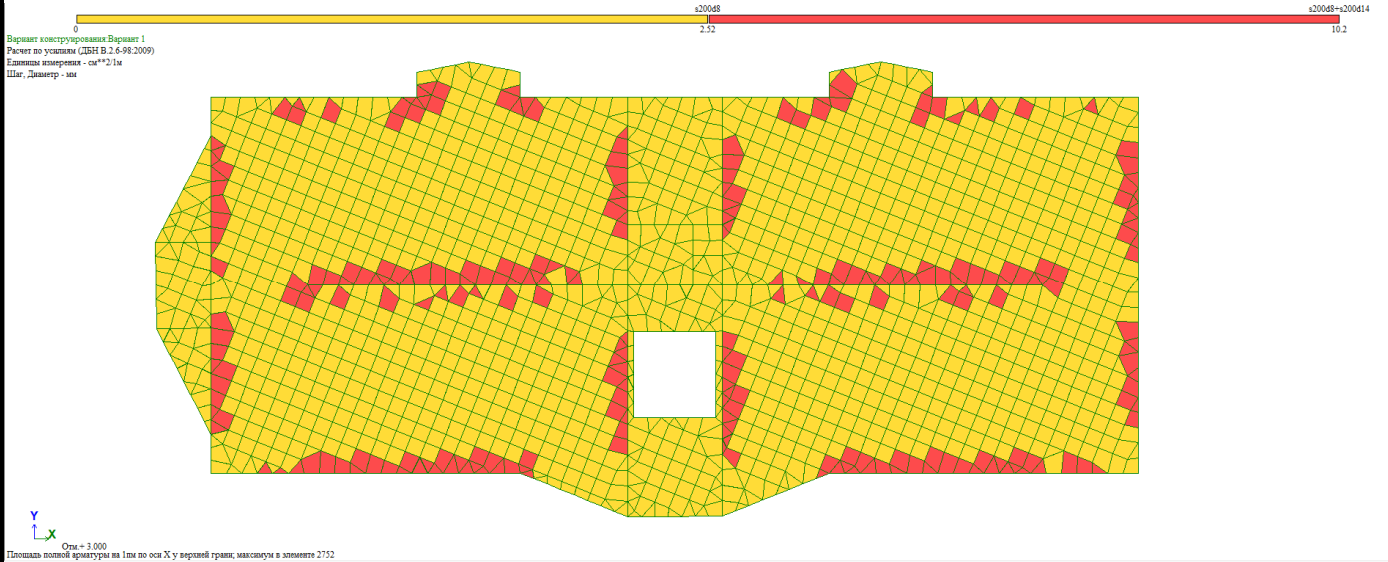 s200d8
s200d8+s200d14
0
2.52
10.2
Вариант конструирования:Вариант 1
Расчет по усилиям (ДБН В.2.6-98:2009)
Единицы измерения - см**2/1м
Шаг, Диаметр - мм
Y
X
Отм.+ 3.000
Площадь полной арматуры на 1пм по оси X у верхней грани; максимум в элементе 2752